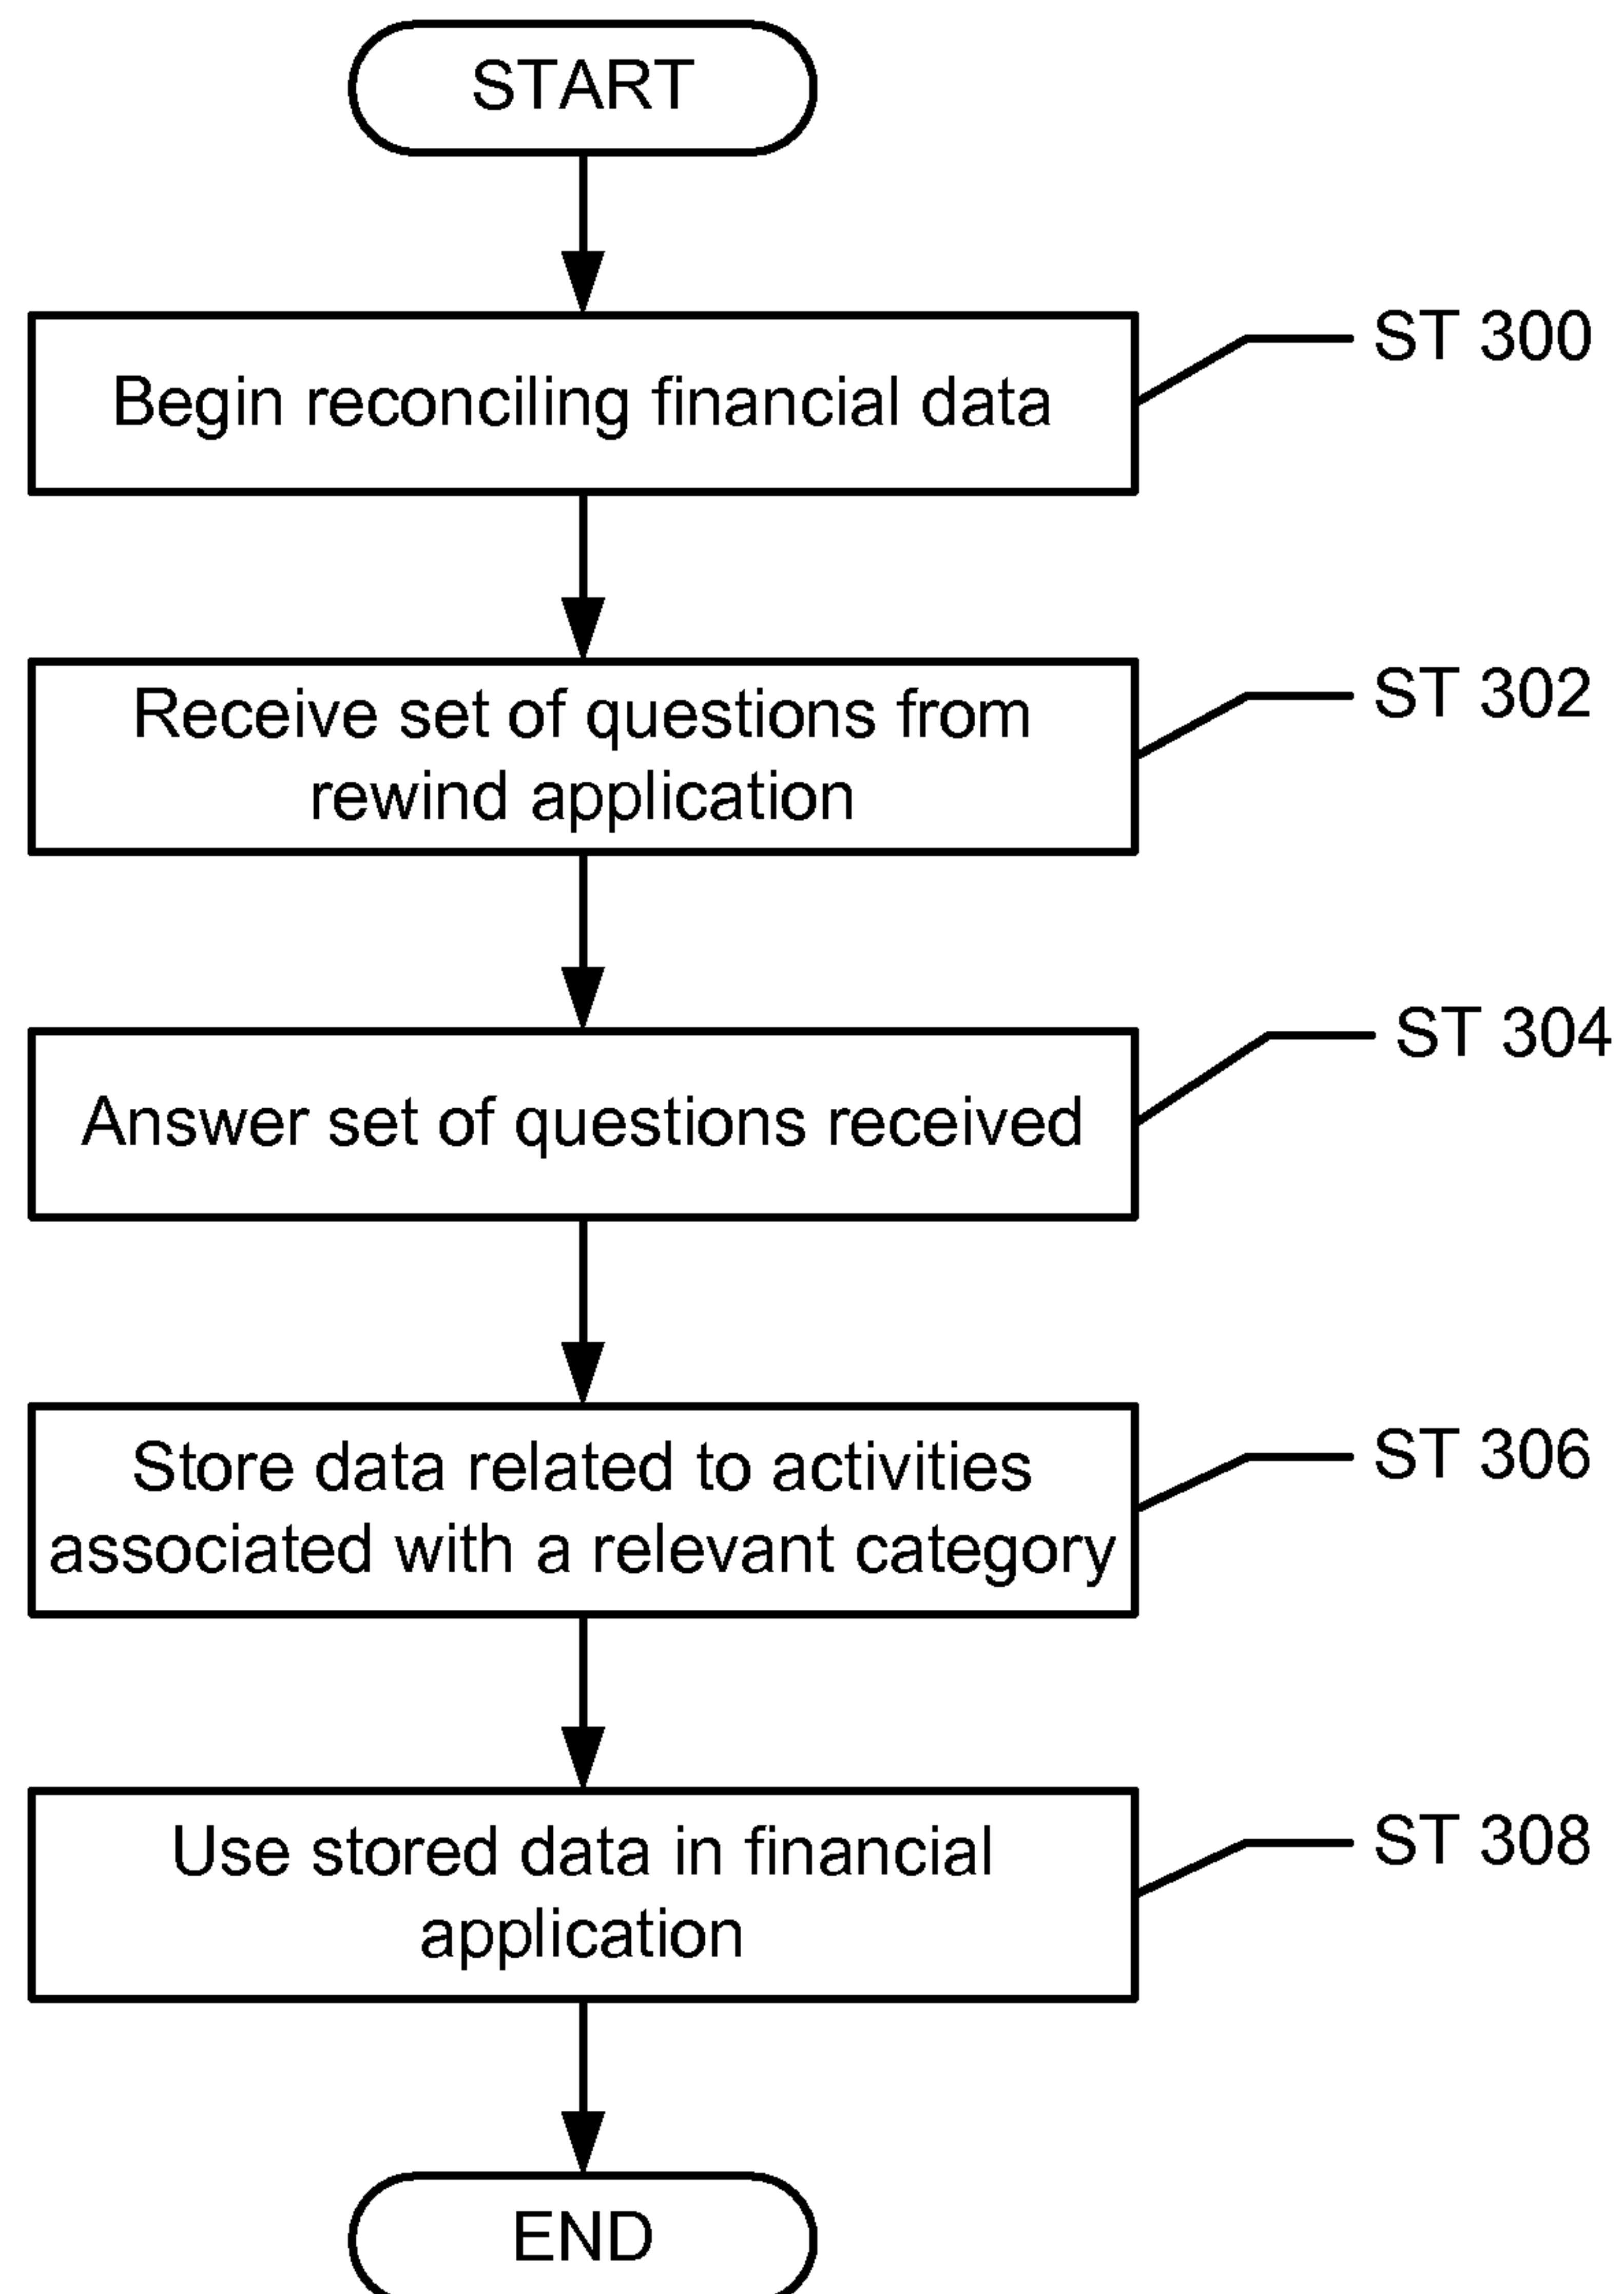 START
Begin reconciling financial data
ST 300
Receive set of questions from
rewind application
ST 302
Answer set of questions received
ST 304
Store data related to activities
associated with a relevant category
ST 306
Use stored data in financial
application
ST 308
END